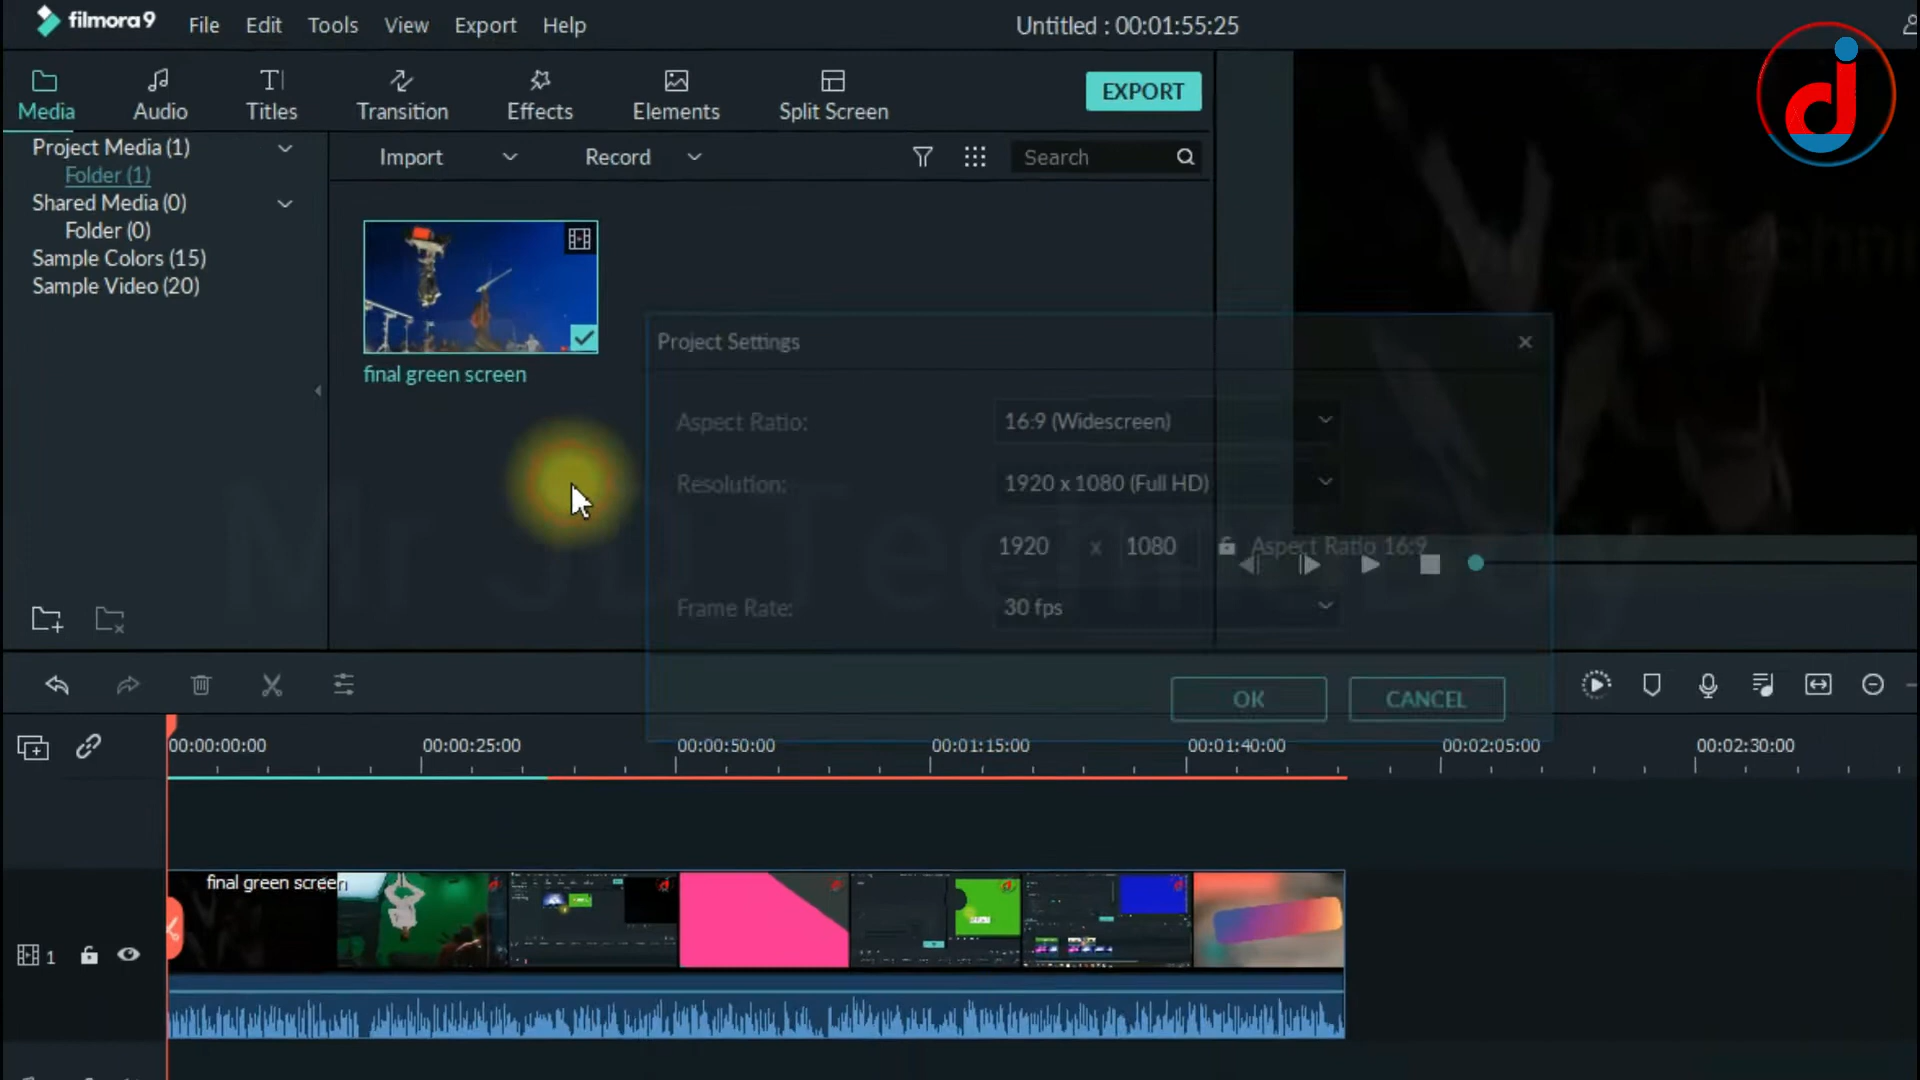 filmora9 File Edit Tools View Export Help Untitled : 00:01:55:25
Media Audio Titles Transition Effects Elements Split Screen EXPORT
Project Media (1)
Folder (1)
Shared Media (0)
Folder (0)
Sample Colors (15)
Sample Video (20)
Import Record Search
final green screen
Project Settings
Aspect Ratio: 16:9 (Widescreen)
Resolution: 1920 x 1080 (Full HD)
1920 x 1080 Aspect Ratio 16:9
Frame Rate: 30 fps
OK CANCEL
Mr JD
00:00:00:00 00:00:25:00 00:00:50:00 00:01:15:00 00:01:40:00 00:02:05:00 00:02:30:00
final green screen
1